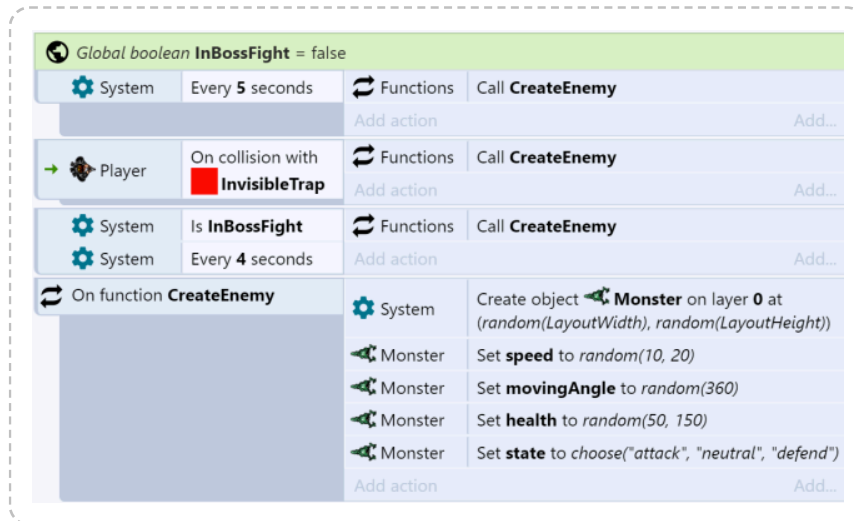 Global boolean InBossFight = false
System Every 5 seconds Functions Call CreateEnemy
Add action Add...
Player On collision with InvisibleTrap Functions Call CreateEnemy
Add action Add...
System Is InBossFight Functions Call CreateEnemy
System Every 4 seconds Add action Add...
On function CreateEnemy System Create object Monster on layer 0 at
(random(LayoutWidth), random(LayoutHeight))
Monster Set speed to random(10, 20)
Monster Set movingAngle to random(360)
Monster Set health to random(50, 150)
Monster Set state to choose("attack", "neutral", "defend")
Add action Add...